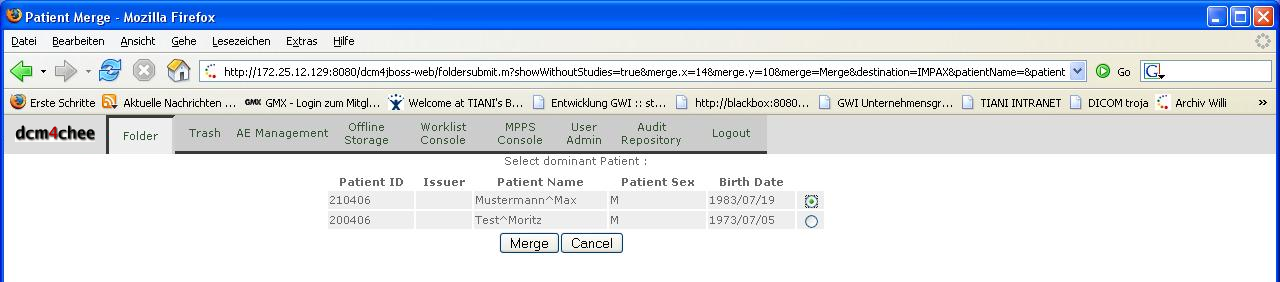 Patient Merge - Mozilla Firefox
Datei Bearbeiten Ansicht Gehe Lesezeichen Extras Hilfe
http://172.25.12.129:8080/dcm4jboss-web/foldersubmit.m?showWithoutStudies=true&merge.x=14&merge.y=10&merge=Merge&destination=IMPAX&patientName=&patient Go G
Erste Schritte Aktuelle Nachrichten ... GMX GMX - Login zum Mitgl... Welcome at TIANI's B... Entwicklung GWI :: st... http://blackbox:8080... GWI Unternehmensgr... TIANI INTRANET DICOM troja Archiv Willi »
dcm4chee Folder Trash AE Management Offline Storage Worklist Console MPPS Console User Admin Audit Repository Logout
Select dominant Patient :
Patient ID Issuer Patient Name Patient Sex Birth Date
210406 Mustermann^Max M 1983/07/19
200406 Test^Moritz M 1973/07/05
Merge Cancel